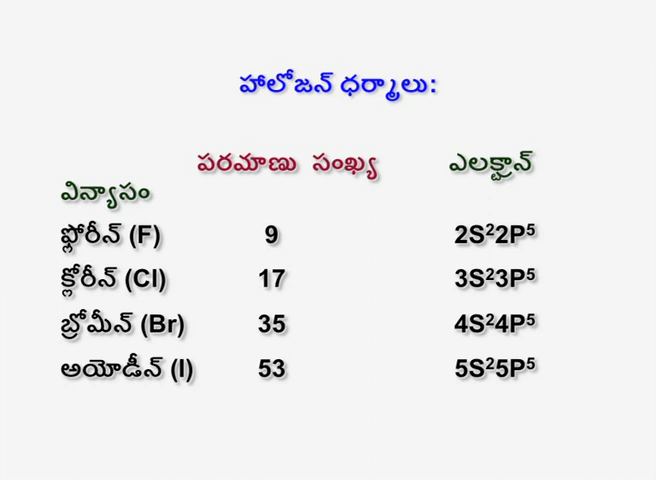 హాలోజన్ ధర్మాలు:
పరమాణు సంఖ్య ఎలక్ట్రాన్
విన్యాసం
ఫ్లోరీన్ (F) 9 2S²2P⁵
క్లోరీన్ (Cl) 17 3S²3P⁵
బ్రోమీన్ (Br) 35 4S²4P⁵
అయోడీన్ (I) 53 5S²5P⁵